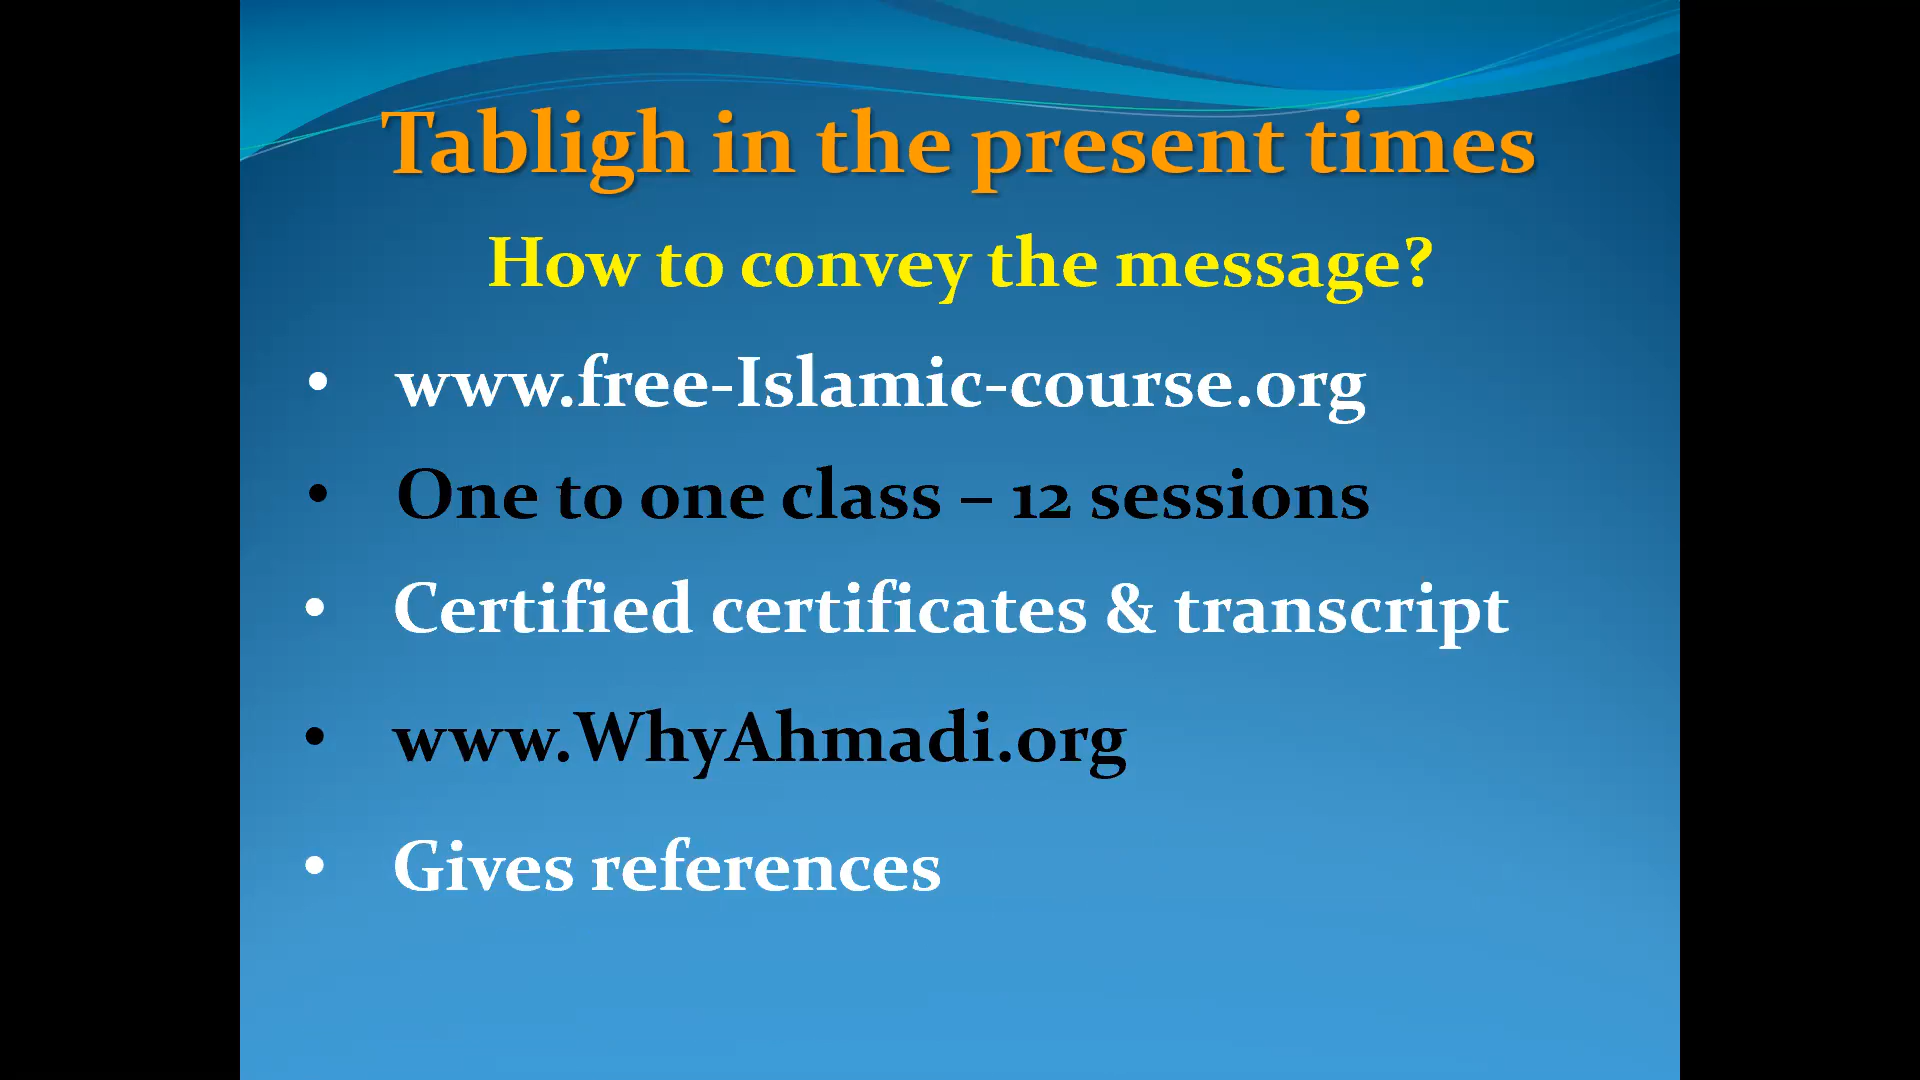 Tabligh in the present times
How to convey the message?
• www.free-Islamic-course.org
• One to one class – 12 sessions
• Certified certificates & transcript
• www.WhyAhmadi.org
• Gives references